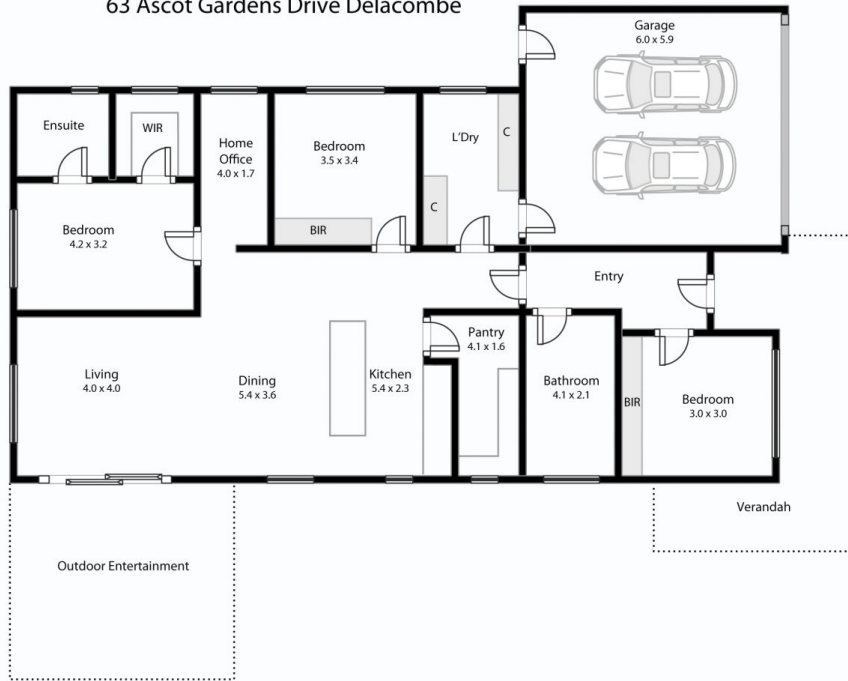 63 Ascot Gardens Drive Delacombe
Garage
6.0 x 5.9
Ensuite
WIR
Home
Office
4.0 x 1.7
Bedroom
3.5 x 3.4
L'Dry
C
C
BIR
Bedroom
4.2 x 3.2
Entry
Living
4.0 x 4.0
Dining
5.4 x 3.6
Kitchen
5.4 x 2.3
Pantry
4.1 x 1.6
Bathroom
4.1 x 2.1
BIR
Bedroom
3.0 x 3.0
Verandah
Outdoor Entertainment